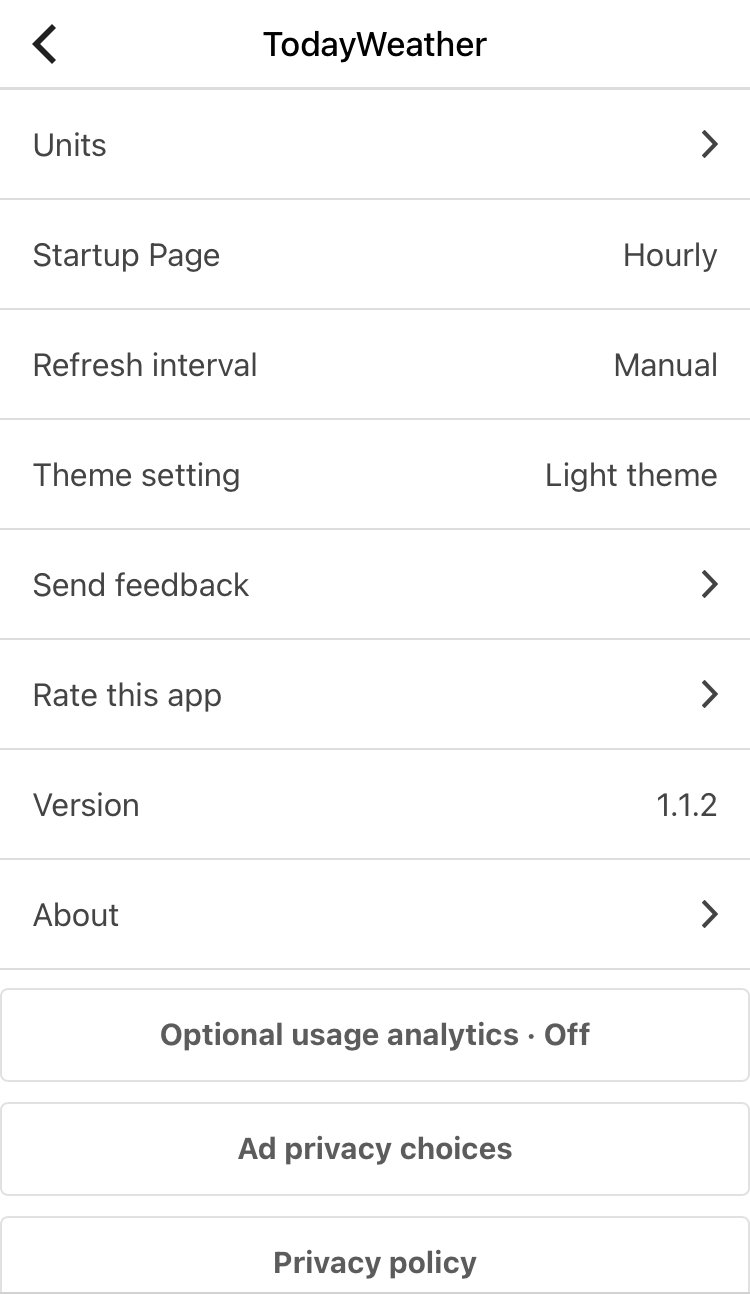 TodayWeather
Units
Startup Page Hourly
Refresh interval Manual
Theme setting Light theme
Send feedback
Rate this app
Version 1.1.2
About
Optional usage analytics · Off
Ad privacy choices
Privacy policy